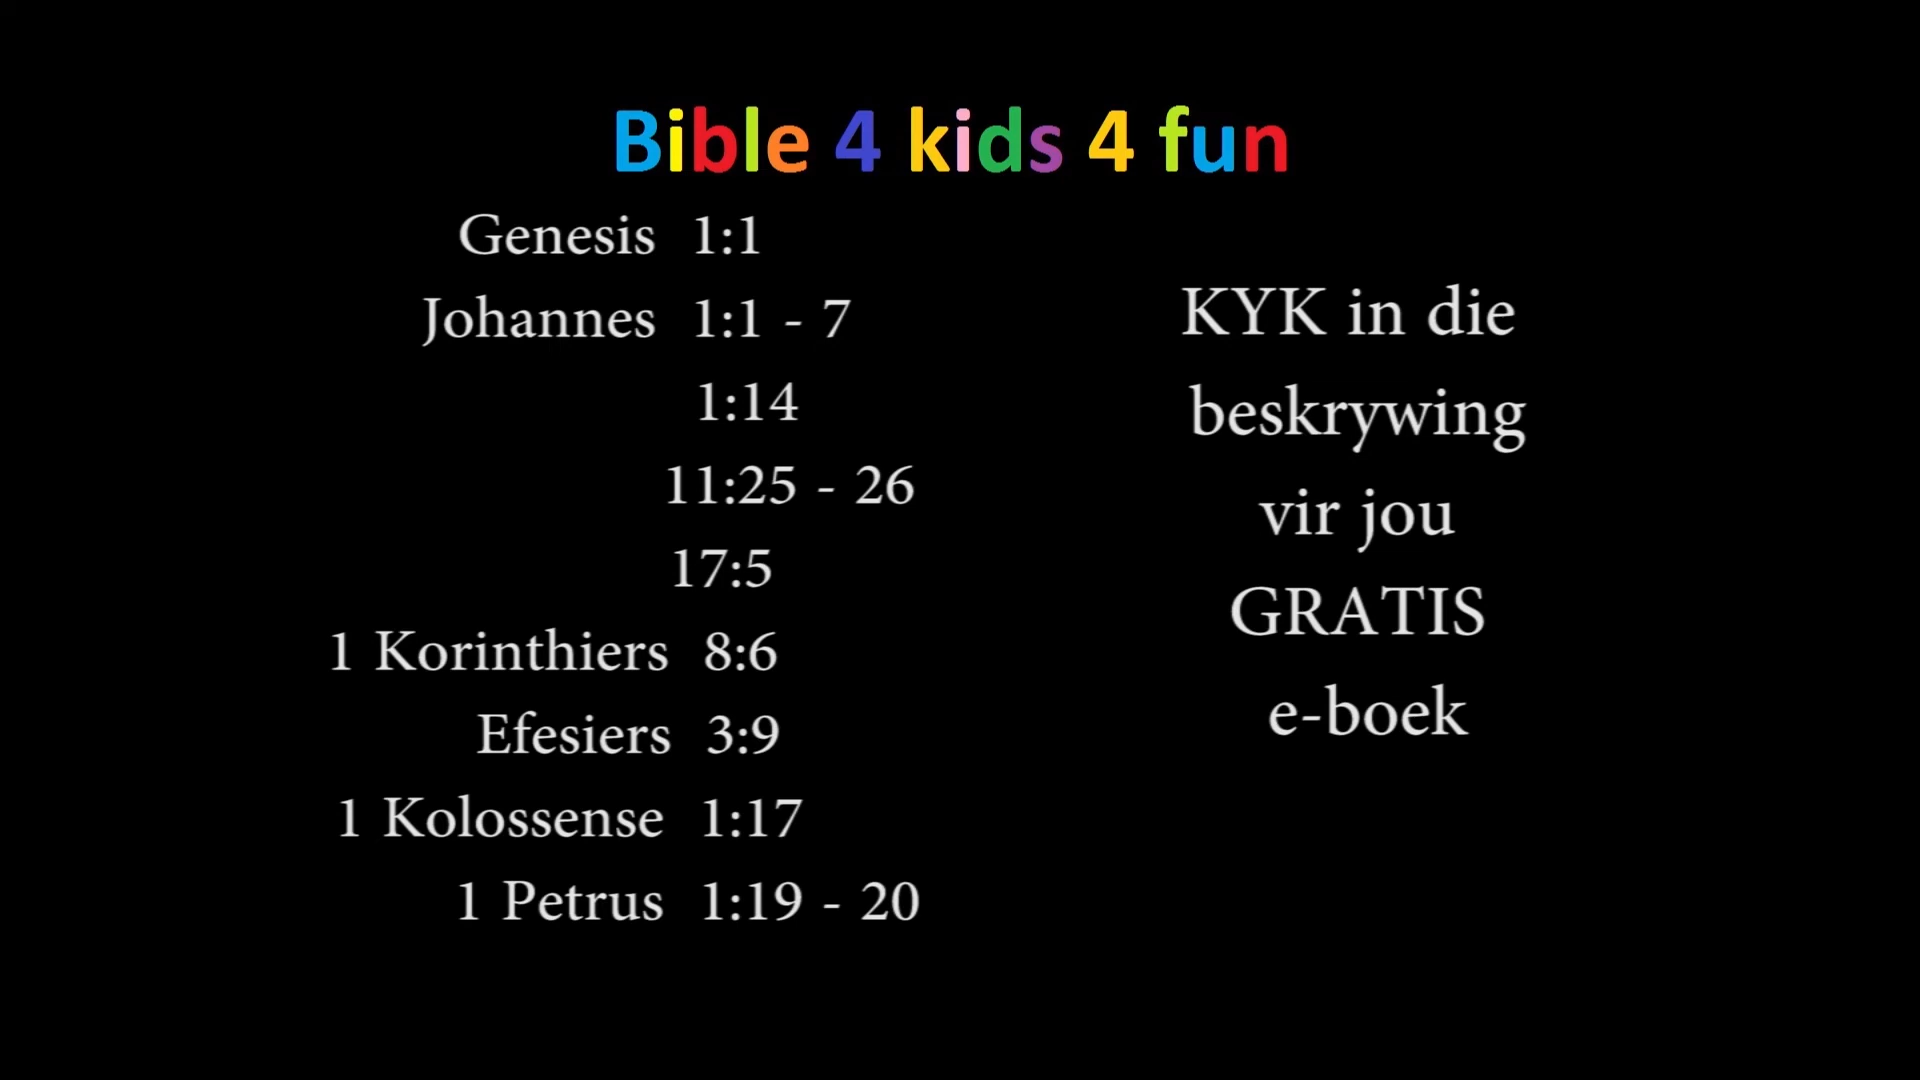 Bible 4 kids 4 fun
Genesis 1:1
Johannes 1:1 - 7
1:14
11:25 - 26
17:5
1 Korinthiers 8:6
Efesiers 3:9
1 Kolossense 1:17
1 Petrus 1:19 - 20
KYK in die
beskrywing
vir jou
GRATIS
e-boek